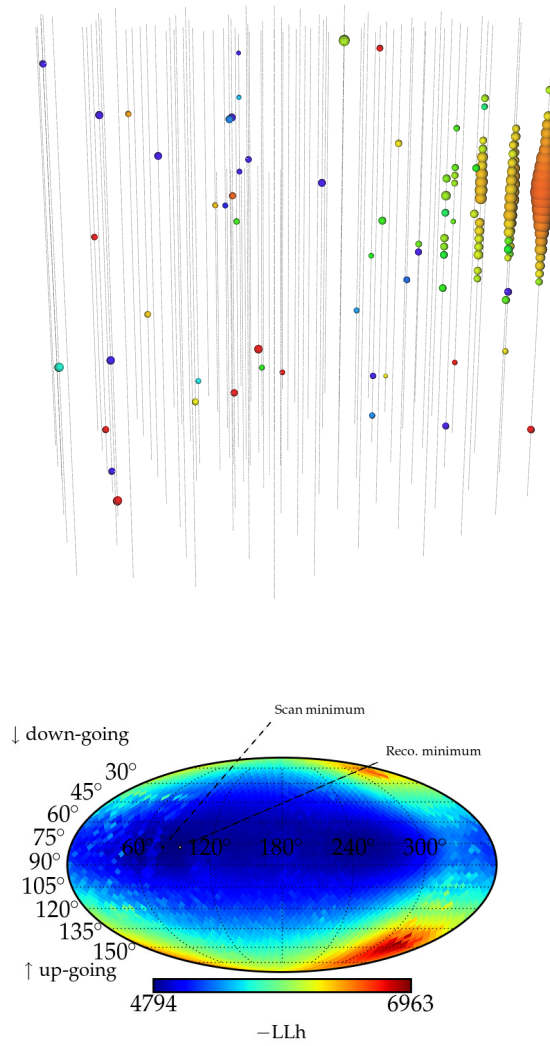 Scan minimum
↓ down-going
Reco. minimum
30°
45°
60°
75°
60° 120° 180° 240° 300°
90°
105°
120°
135°
150°
↑ up-going
4794 6963
−LLh